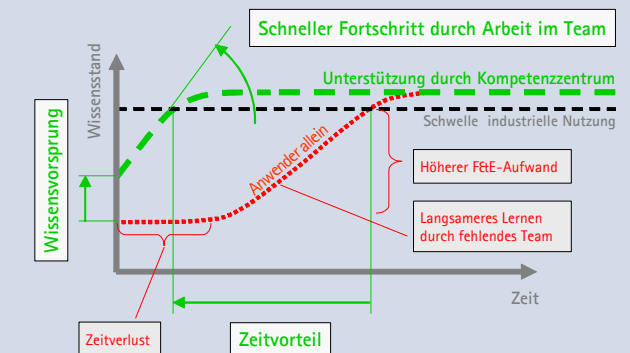 Schneller Fortschritt durch Arbeit im Team
Wissensstand
Unterstützung durch Kompetenzzentrum
Schwelle industrielle Nutzung
Wissensvorsprung
Anwender allein
Höherer F&E-Aufwand
Langsameres Lernen
durch fehlendes Team
Zeit
Zeitverlust
Zeitvorteil